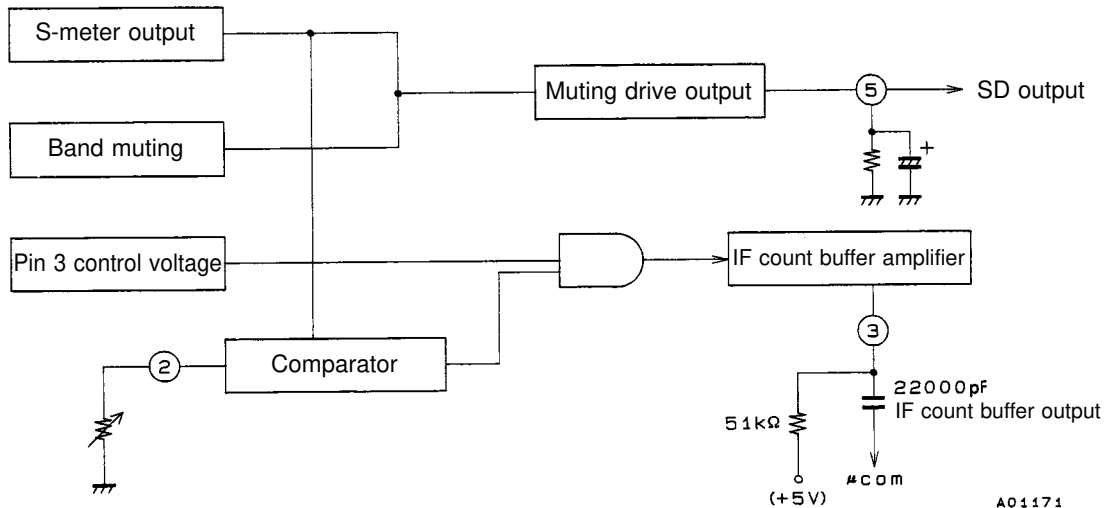 S-meter output
Band muting
Muting drive output
5
SD output
+
Pin 3 control voltage
IF count buffer amplifier
3
2
Comparator
22000pF
IF count buffer output
51kΩ
(+5V)
μcom
A01171